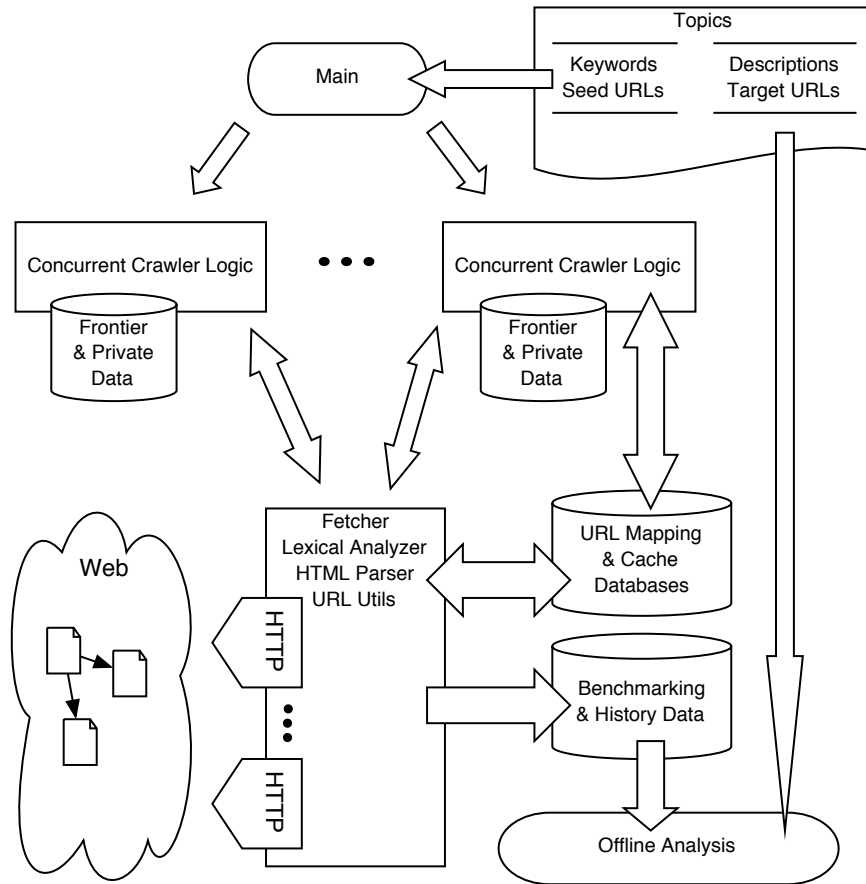 Topics
Main
Keywords
Seed URLs
Descriptions
Target URLs
Concurrent Crawler Logic
Concurrent Crawler Logic
Frontier
& Private
Data
Frontier
& Private
Data
Fetcher
Lexical Analyzer
HTML Parser
URL Utils
URL Mapping
& Cache
Databases
Web
HTTP
HTTP
Benchmarking
& History Data
Offline Analysis